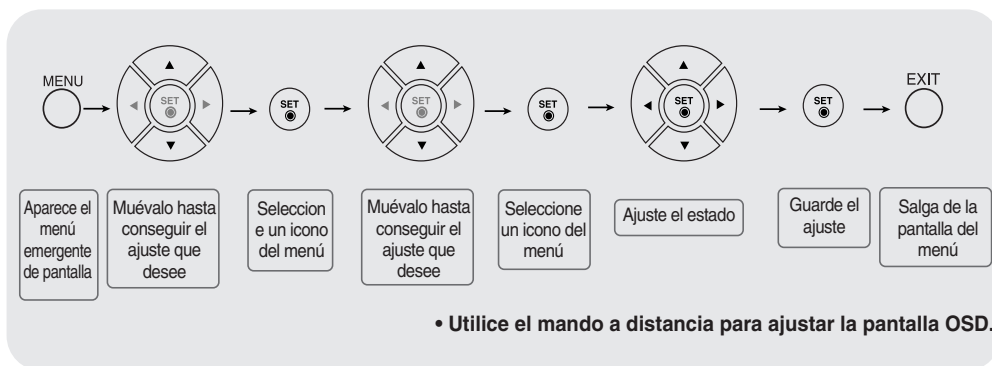 MENU
SET
SET
SET
SET
SET
SET
EXIT
Aparece el
menú
emergente
de pantalla
Muévalo hasta
conseguir el
ajuste que
desee
Seleccion
e un icono
del menú
Muévalo hasta
conseguir el
ajuste que
desee
Seleccione
un icono del
menú
Ajuste el estado
Guarde el
ajuste
Salga de la
pantalla del
menú
• Utilice el mando a distancia para ajustar la pantalla OSD.